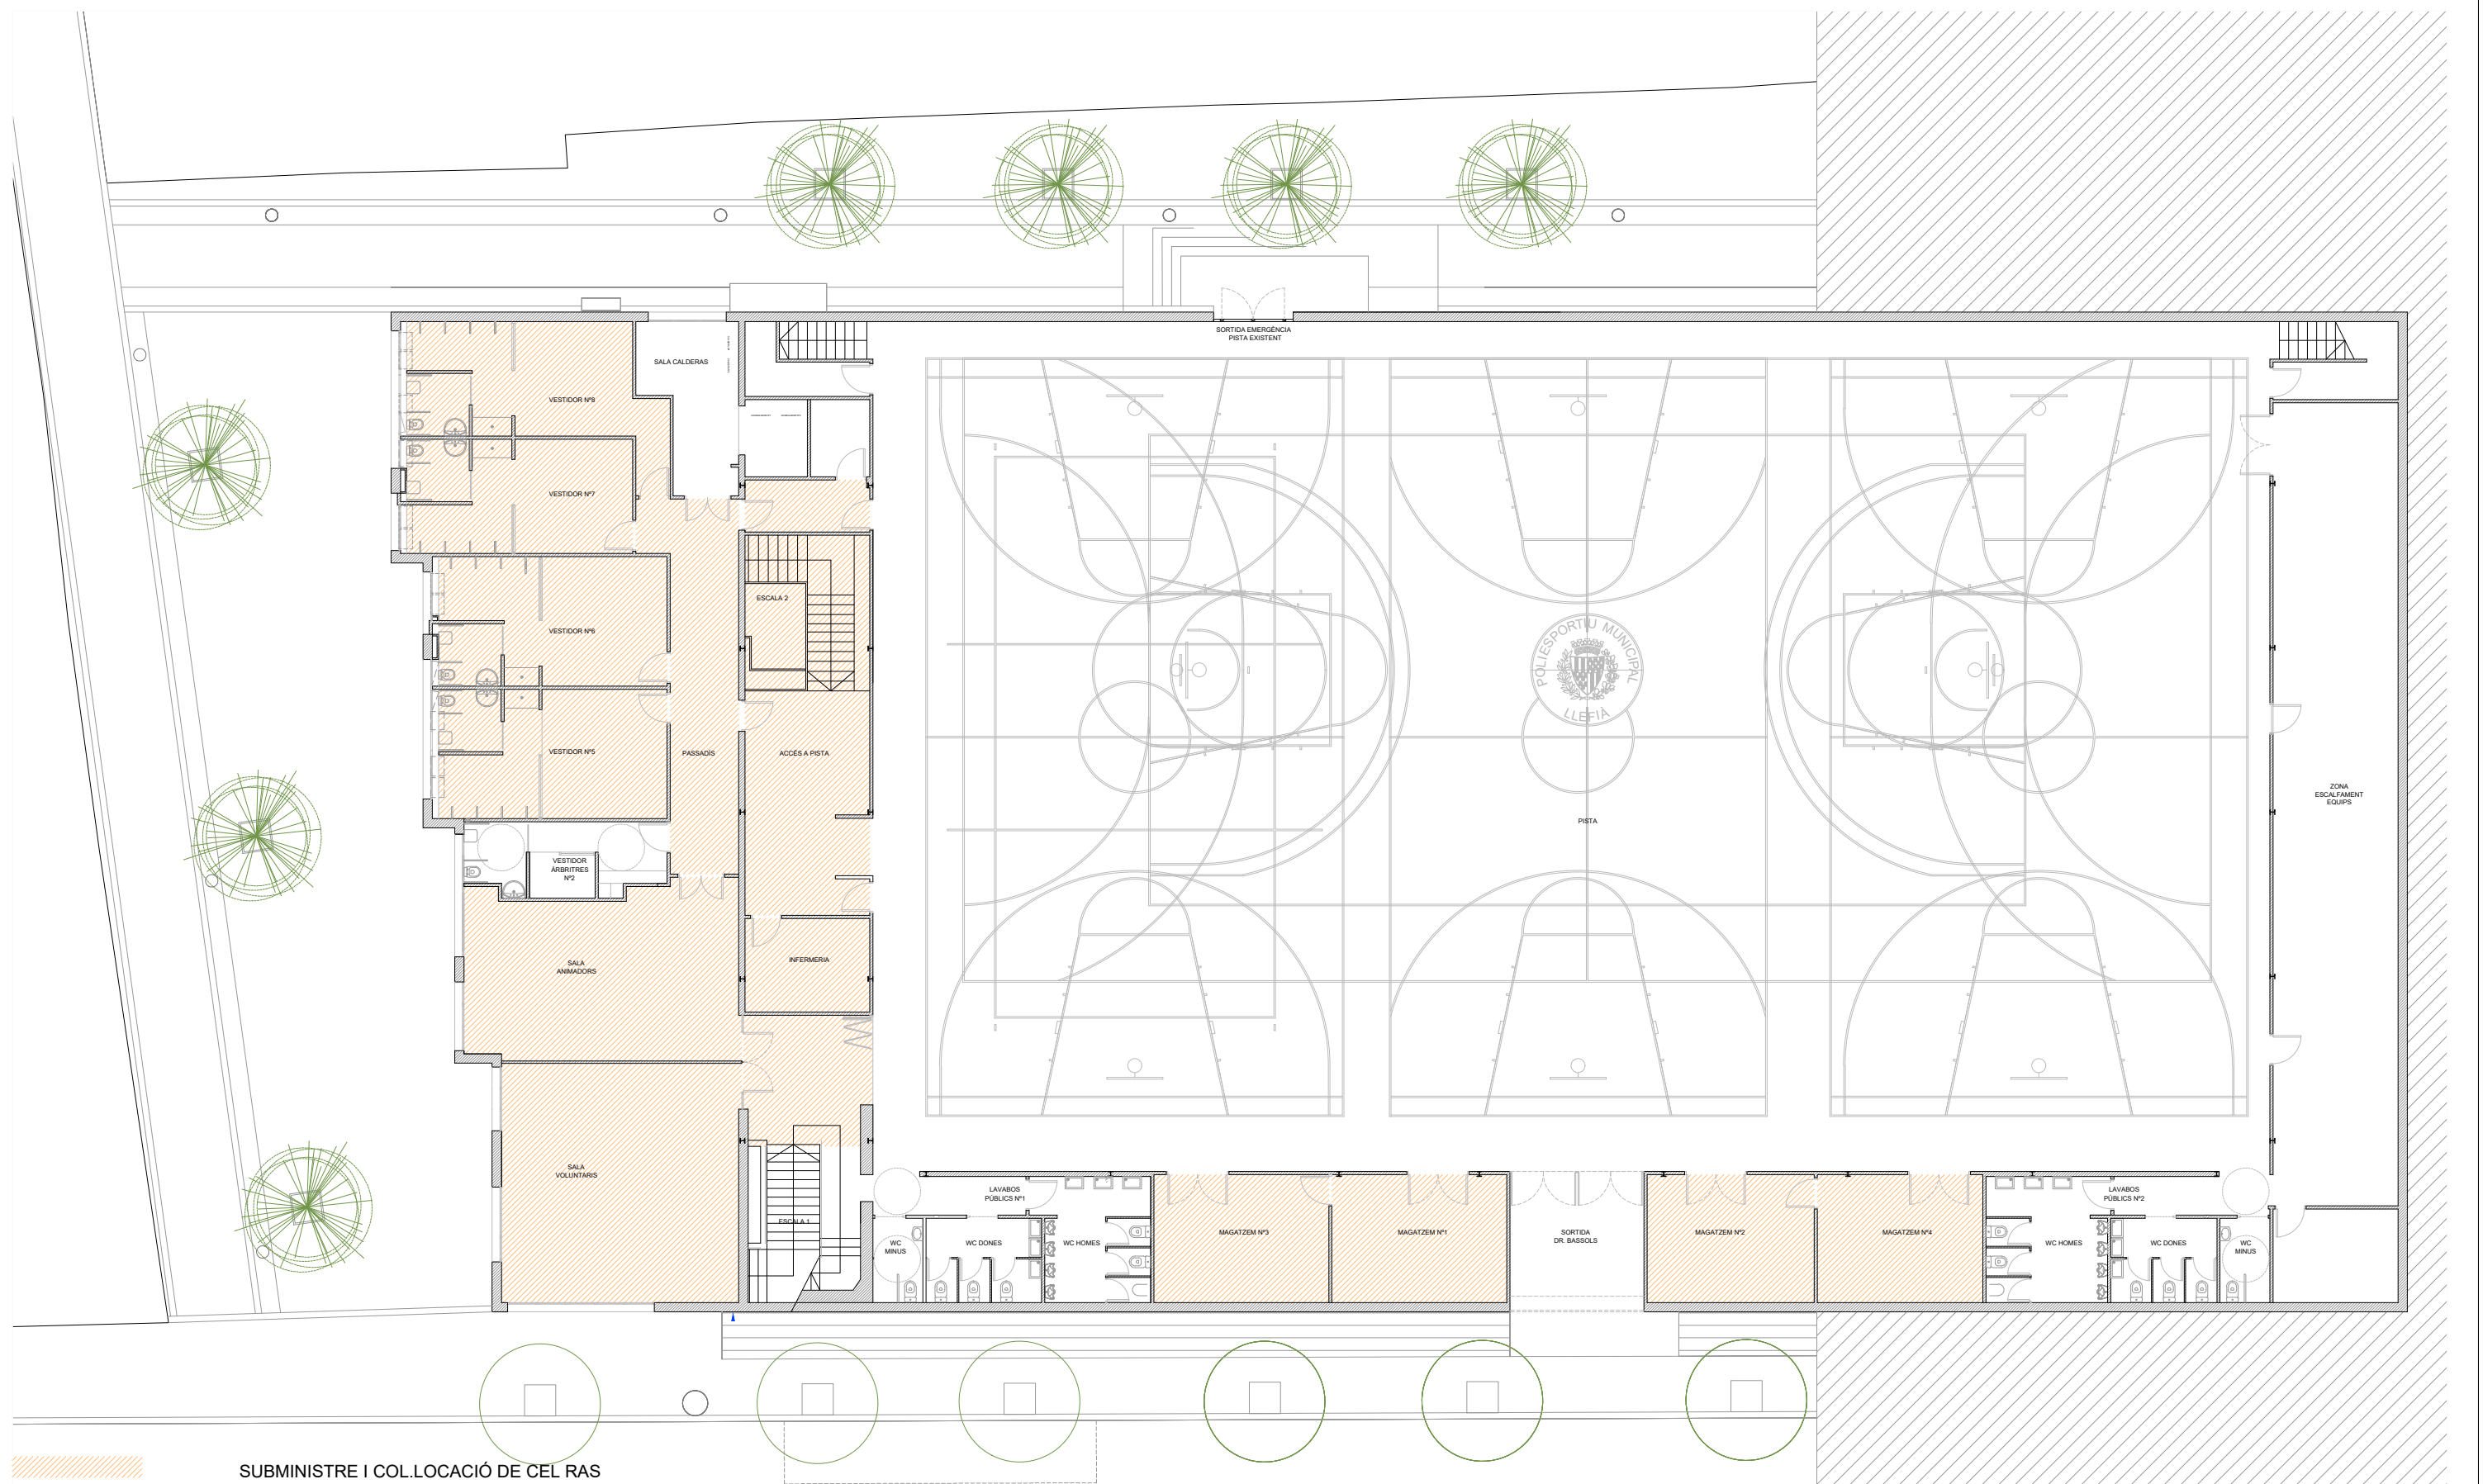 SORTIDA EMERGÈNCIA
PISTA EXISTENT
SALA CALDERAS
VESTIDOR Nº8
VESTIDOR Nº7
ESCALA 2
VESTIDOR Nº6
POLIESPORTIU MUNICIPAL
LLEFIÀ
VESTIDOR Nº5
PASSADÍS
ACCÉS A PISTA
ZONA
ESCALFAMENT
EQUIPS
PISTA
VESTIDOR
ÀRBRITRES
Nº2
SALA
ANIMADORS
INFERMERIA
SALA
VOLUNTARIS
ESCALA 1
LAVABOS
PÚBLICS Nº1
WC
MINUS
WC DONES
WC HOMES
MAGATZEM Nº3
MAGATZEM Nº1
SORTIDA
DR. BASSOLS
MAGATZEM Nº2
MAGATZEM Nº4
LAVABOS
PÚBLICS Nº2
WC HOMES
WC DONES
WC
MINUS
SUBMINISTRE I COL.LOCACIÓ DE CEL RAS